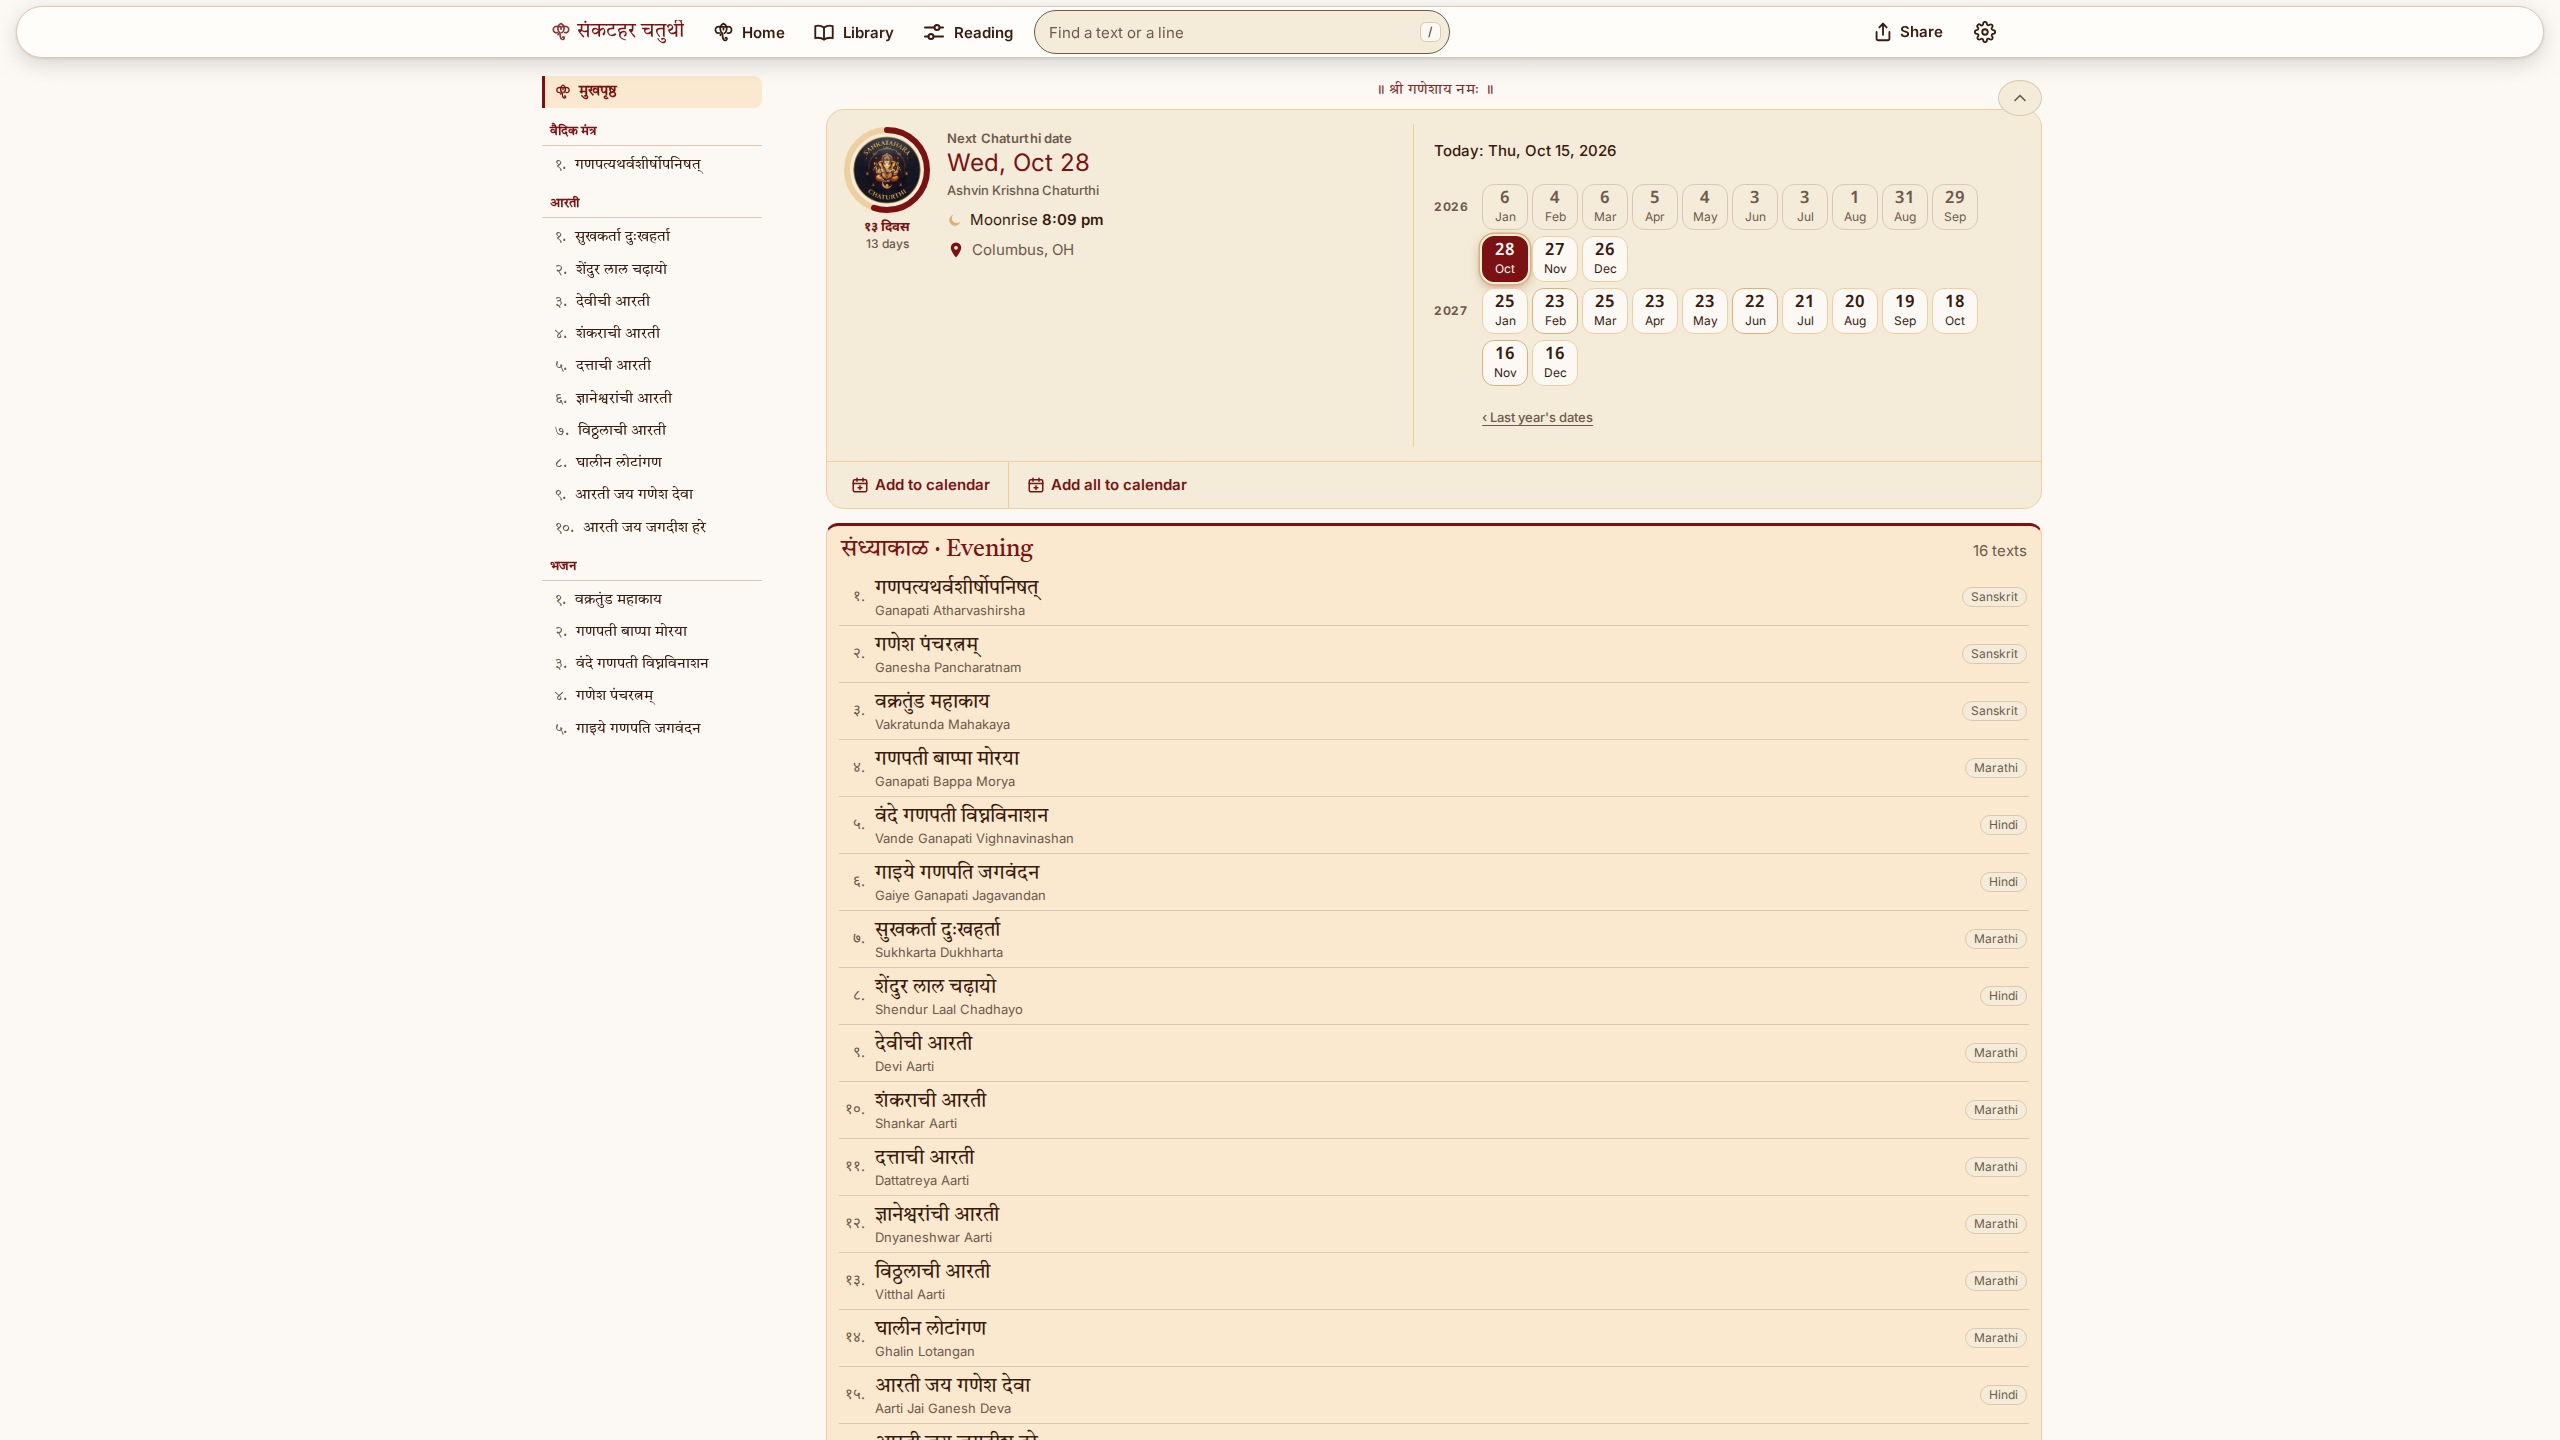 संकटहर चतुर्थी
Home
Library
Reading
Find a text or a line
/
Share
मुखपृष्ठ
वैदिक मंत्र
१. गणपत्यथर्वशीर्षोपनिषत्
आरती
१. सुखकर्ता दुःखहर्ता
२. शेंदुर लाल चढ़ायो
३. देवीची आरती
४. शंकराची आरती
५. दत्ताची आरती
६. ज्ञानेश्वरांची आरती
७. विठ्ठलाची आरती
८. घालीन लोटांगण
९. आरती जय गणेश देवा
१०. आरती जय जगदीश हरे
भजन
१. वक्रतुंड महाकाय
२. गणपती बाप्पा मोरया
३. वंदे गणपती विघ्नविनाशन
४. गणेश पंचरत्नम्
५. गाइये गणपति जगवंदन
॥ श्री गणेशाय नमः ॥
SANKATAHARA
CHATURTHI
१३ दिवस
13 days
Next Chaturthi date
Wed, Oct 28
Ashvin Krishna Chaturthi
Moonrise 8:09 pm
Columbus, OH
Today: Thu, Oct 15, 2026
2026
6 Jan
4 Feb
6 Mar
5 Apr
4 May
3 Jun
3 Jul
1 Aug
31 Aug
29 Sep
28 Oct
27 Nov
26 Dec
2027
25 Jan
23 Feb
25 Mar
23 Apr
23 May
22 Jun
21 Jul
20 Aug
19 Sep
18 Oct
16 Nov
16 Dec
‹ Last year's dates
Add to calendar
Add all to calendar
संध्याकाळ · Evening
16 texts
१. गणपत्यथर्वशीर्षोपनिषत्
Ganapati Atharvashirsha
Sanskrit
२. गणेश पंचरत्नम्
Ganesha Pancharatnam
Sanskrit
३. वक्रतुंड महाकाय
Vakratunda Mahakaya
Sanskrit
४. गणपती बाप्पा मोरया
Ganapati Bappa Morya
Marathi
५. वंदे गणपती विघ्नविनाशन
Vande Ganapati Vighnavinashan
Hindi
६. गाइये गणपति जगवंदन
Gaiye Ganapati Jagavandan
Hindi
७. सुखकर्ता दुःखहर्ता
Sukhkarta Dukhharta
Marathi
८. शेंदुर लाल चढ़ायो
Shendur Laal Chadhayo
Hindi
९. देवीची आरती
Devi Aarti
Marathi
१०. शंकराची आरती
Shankar Aarti
Marathi
११. दत्ताची आरती
Dattatreya Aarti
Marathi
१२. ज्ञानेश्वरांची आरती
Dnyaneshwar Aarti
Marathi
१३. विठ्ठलाची आरती
Vitthal Aarti
Marathi
१४. घालीन लोटांगण
Ghalin Lotangan
Marathi
१५. आरती जय गणेश देवा
Aarti Jai Ganesh Deva
Hindi